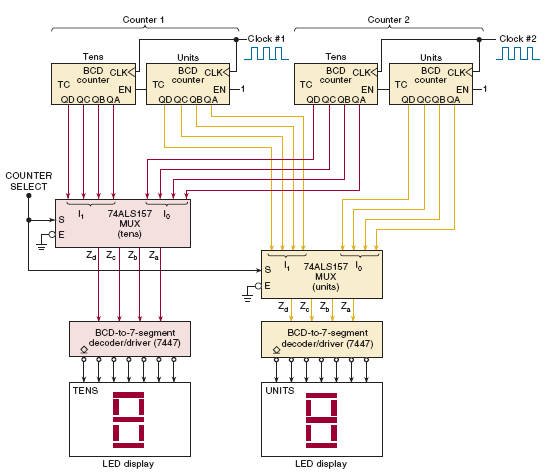 Counter 1
Counter 2
Clock #1
Clock #2
Tens
Units
Tens
Units
BCD
counter
CLK
TC
EN
QD QC QB QA
BCD
counter
CLK
TC
EN
1
QD QC QB QA
BCD
counter
CLK
TC
EN
QD QC QB QA
BCD
counter
CLK
TC
EN
1
QD QC QB QA
COUNTER
SELECT
I1
74ALS157
MUX
(tens)
I0
S
E
Zd Zc Zb Za
I1
74ALS157
MUX
(units)
I0
S
E
Zd Zc Zb Za
BCD-to-7-segment
decoder/driver (7447)
BCD-to-7-segment
decoder/driver (7447)
TENS
8
UNITS
8
LED display
LED display